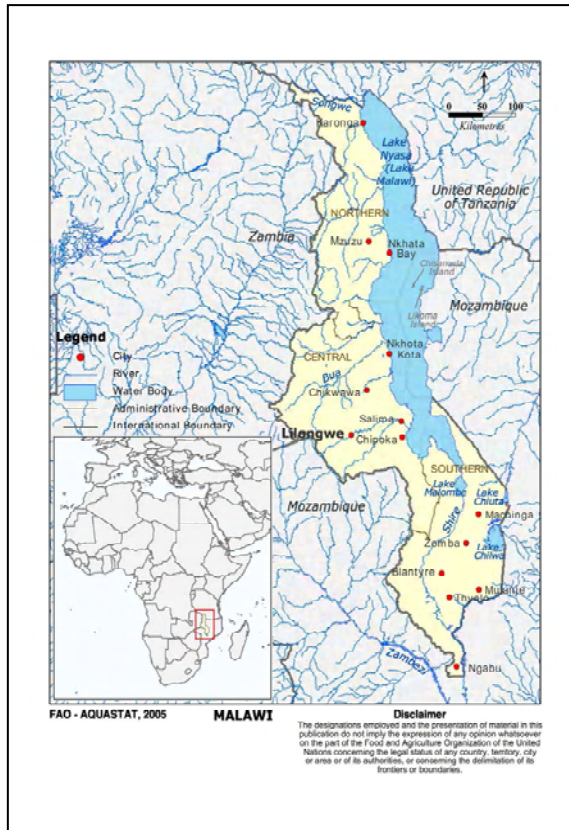 0 50 100
Kilometres
Songwe
Karonga
Lake
Nyasa
(Lake
Malawi)
United Republic
of Tanzania
NORTHERN
Zambia
Mzuzu
Nkhata
Bay
Chisamula
Island
Mozambique
Likoma
Island
Legend
City
River
Water Body
Administrative Boundary
International Boundary
Nkhota
Kota
CENTRAL
Bua
Chikwawa
Salima
Lilongwe
Chipoka
SOUTHERN
Mozambique
Lake
Malombe
Lake
Chiuta
Shire
Machinga
Zomba
Lake
Chilwa
Blantyre
Mulanje
Thyolo
Zambezi
Ngabu
FAO - AQUASTAT, 2005
MALAWI
Disclaimer
The designations employed and the presentation of material in this
publication do not imply the expression of any opinion whatsoever
on the part of the Food and Agriculture Organization of the United
Nations concerning the legal status of any country, territory, city
or area or of its authorities, or concerning the delimitation of its
frontiers or boundaries.